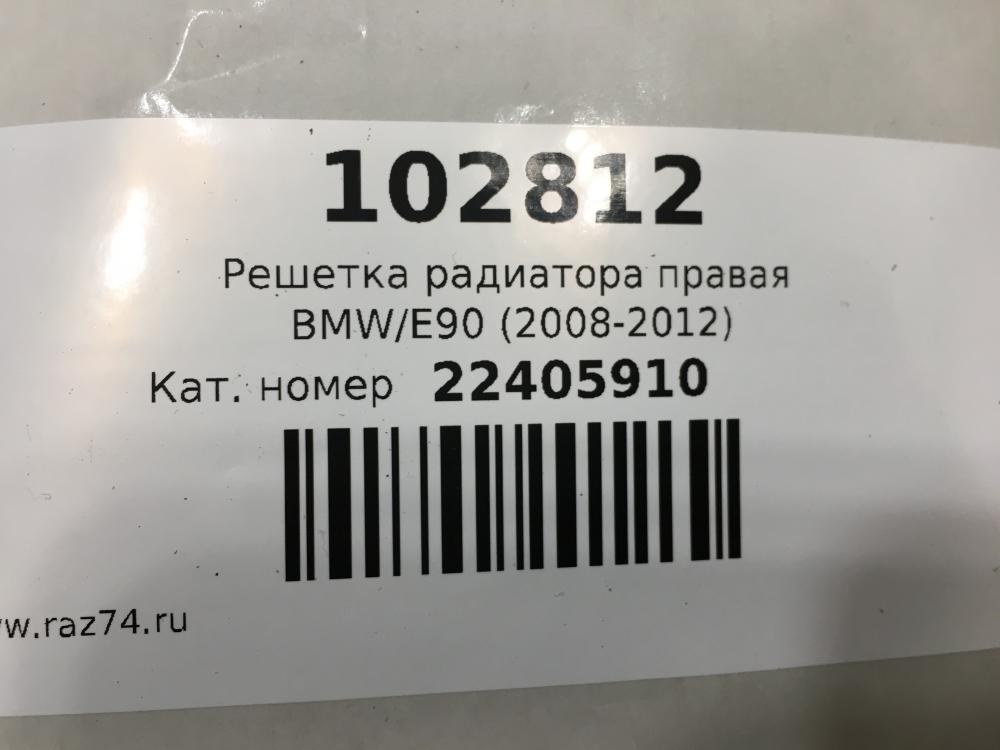 102812
Решетка радиатора правая
BMW/E90 (2008-2012)
Кат. номер 22405910
w.raz74.ru